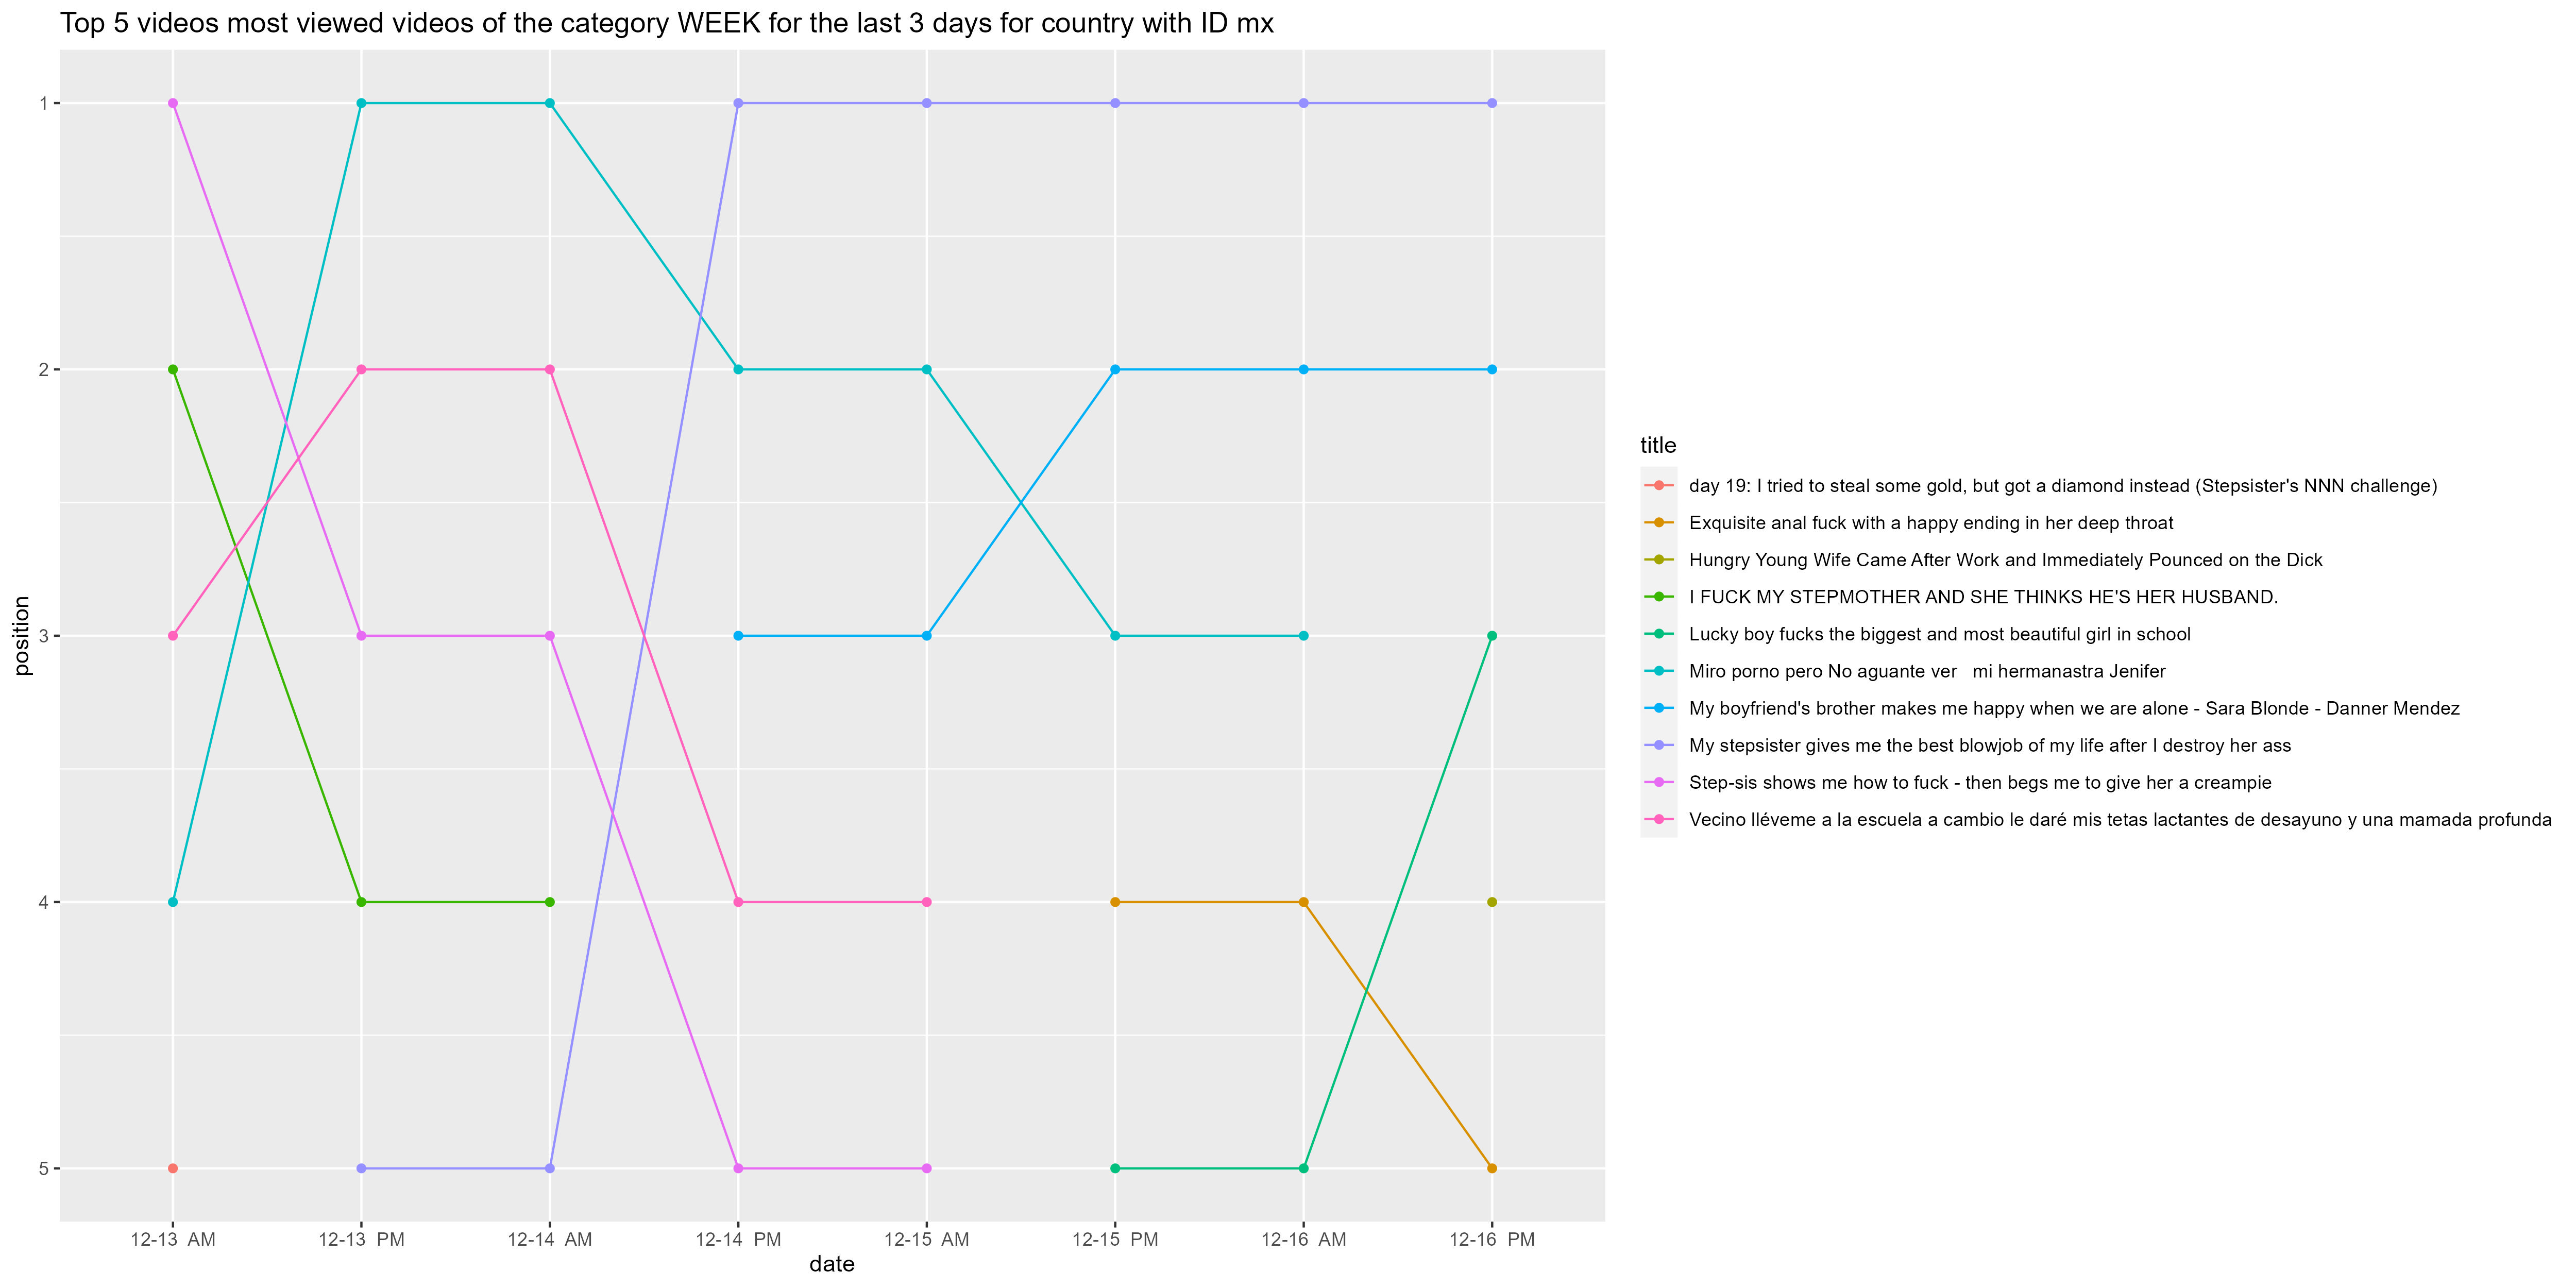 Top 5 videos most viewed videos of the category WEEK for the last 3 days for country with ID mx
position
1
2
3
4
5
12-13 AM
12-13 PM
12-14 AM
12-14 PM
12-15 AM
12-15 PM
12-16 AM
12-16 PM
date
title
day 19: I tried to steal some gold, but got a diamond instead (Stepsister's NNN challenge)
Exquisite anal fuck with a happy ending in her deep throat
Hungry Young Wife Came After Work and Immediately Pounced on the Dick
I FUCK MY STEPMOTHER AND SHE THINKS HE'S HER HUSBAND.
Lucky boy fucks the biggest and most beautiful girl in school
Miro porno pero No aguante ver   mi hermanastra Jenifer
My boyfriend's brother makes me happy when we are alone - Sara Blonde - Danner Mendez
My stepsister gives me the best blowjob of my life after I destroy her ass
Step-sis shows me how to fuck - then begs me to give her a creampie
Vecino lléveme a la escuela a cambio le daré mis tetas lactantes de desayuno y una mamada profunda